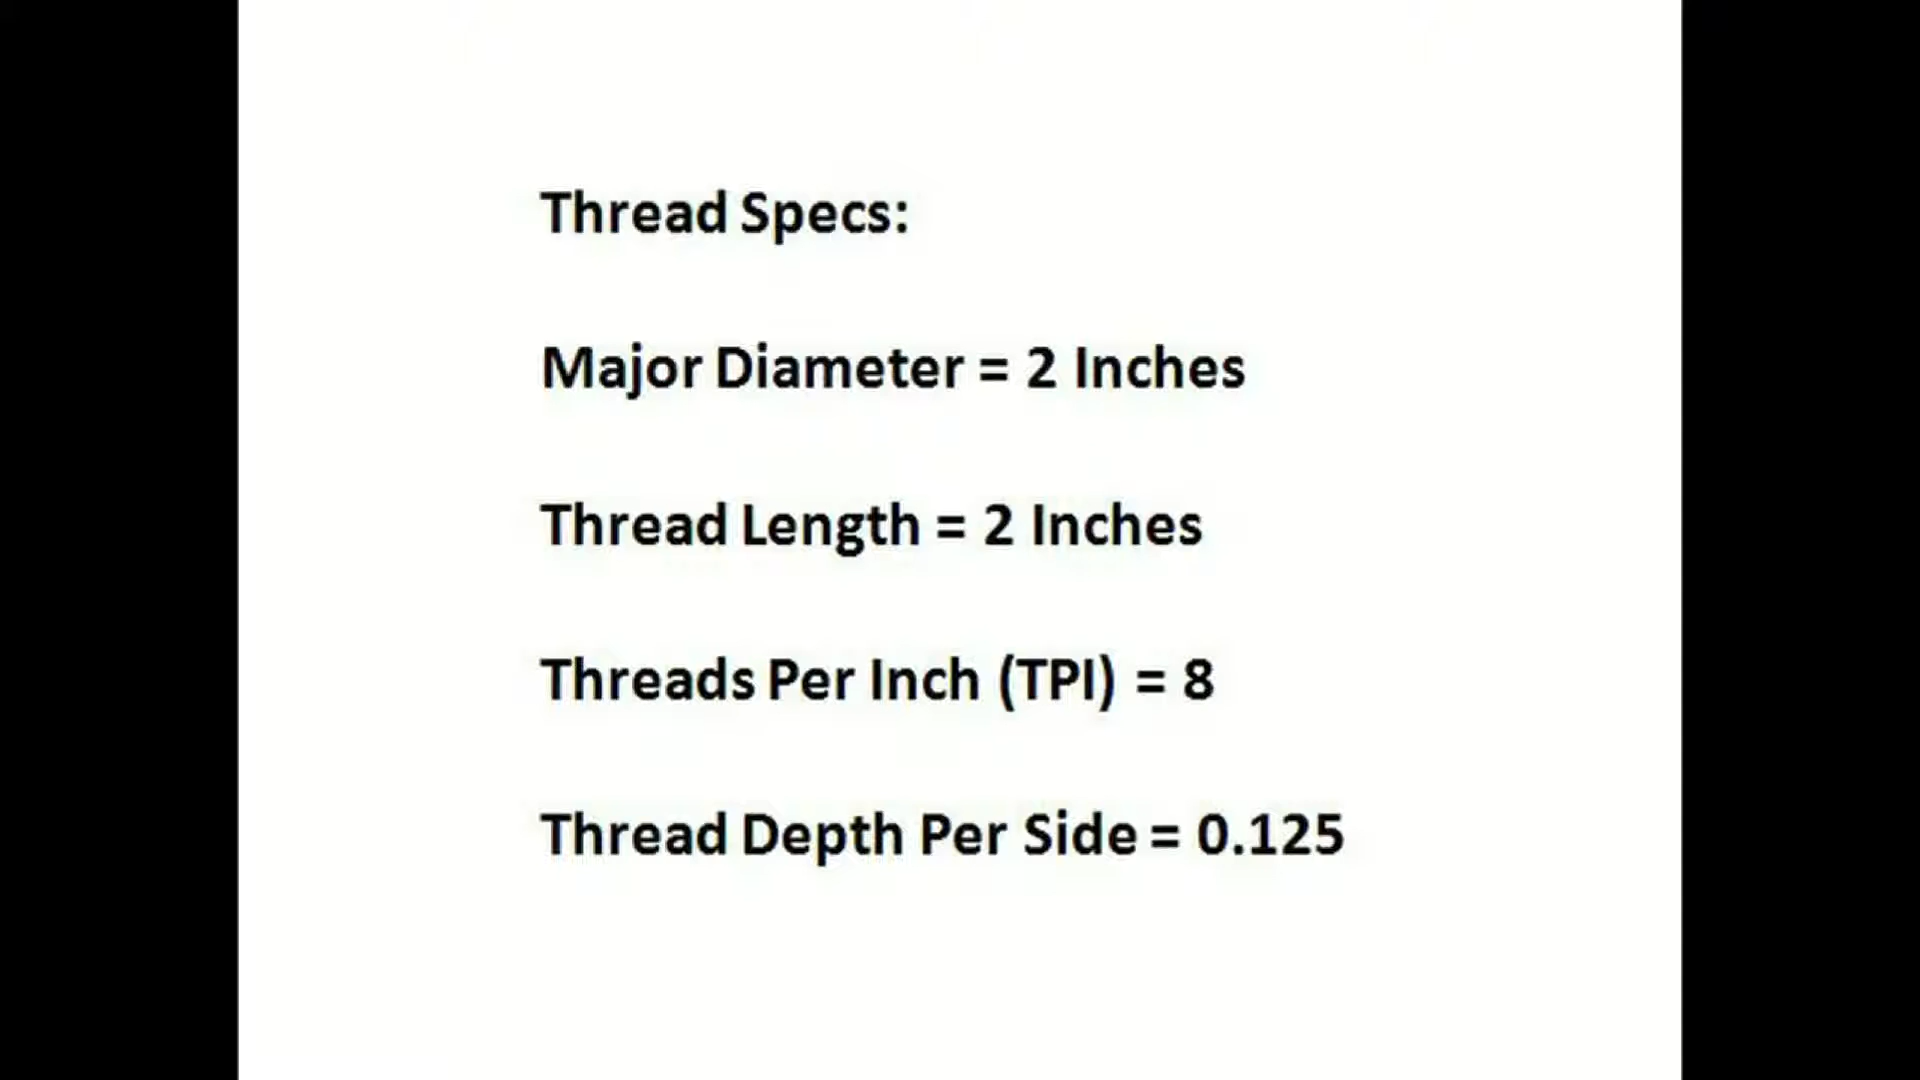 Thread Specs:
Major Diameter = 2 Inches
Thread Length = 2 Inches
Threads Per Inch (TPI) = 8
Thread Depth Per Side = 0.125